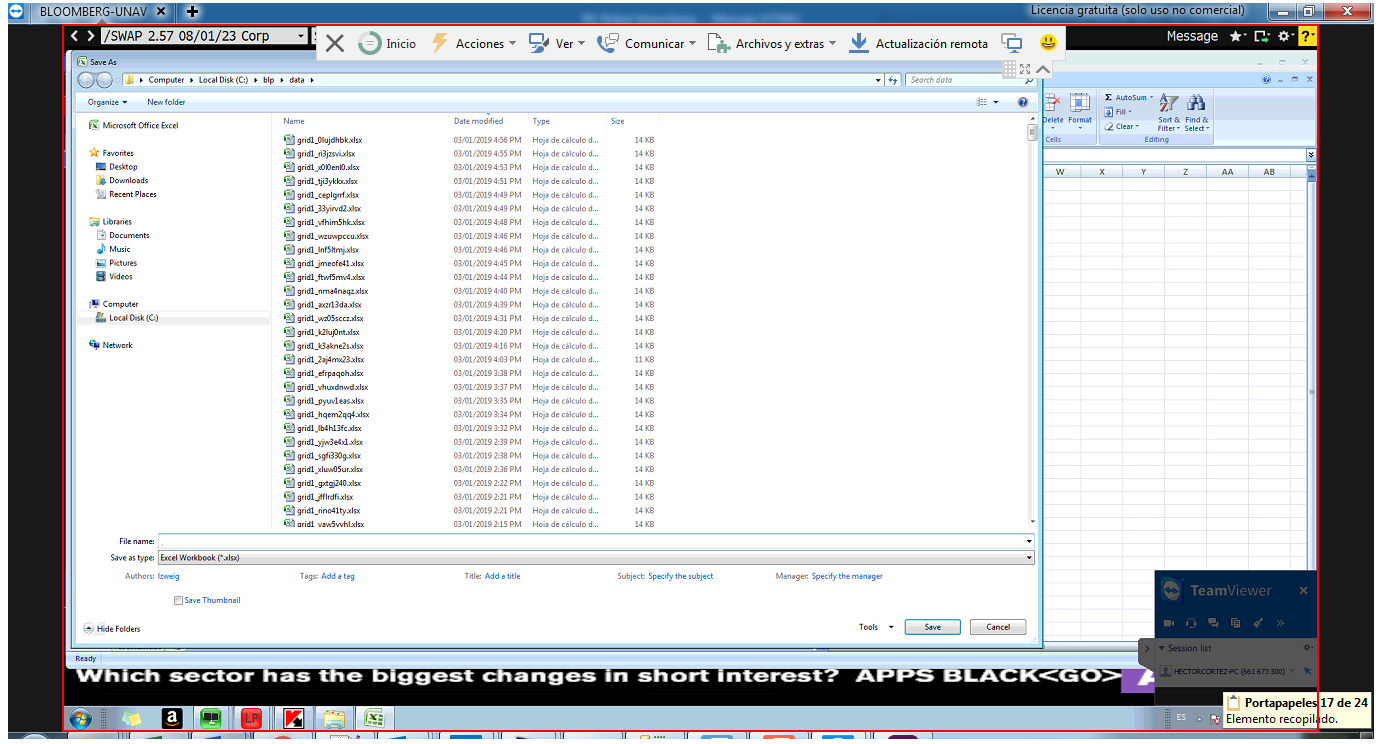 BLOOMBERG-UNAV
Licencia gratuita (solo uso no comercial)
/SWAP 2.57 08/01/23 Corp
Inicio
Acciones
Ver
Comunicar
Archivos y extras
Actualización remota
Message
Save As
Computer
Local Disk (C:)
blp
data
Search data
Organize
New folder
Microsoft Office Excel
Favorites
Desktop
Downloads
Recent Places
Libraries
Documents
Music
Pictures
Videos
Computer
Local Disk (C:)
Network
Name Date modified Type Size
grid1_0lujdhbk.xlsx 03/01/2019 4:56 PM Hoja de cálculo d... 14 KB
grid1_ri3jzsvi.xlsx 03/01/2019 4:55 PM Hoja de cálculo d... 14 KB
grid1_x0l0enl0.xlsx 03/01/2019 4:53 PM Hoja de cálculo d... 14 KB
grid1_tji3ykkx.xlsx 03/01/2019 4:51 PM Hoja de cálculo d... 14 KB
grid1_ceplgrrf.xlsx 03/01/2019 4:49 PM Hoja de cálculo d... 14 KB
grid1_33yirvd2.xlsx 03/01/2019 4:49 PM Hoja de cálculo d... 14 KB
grid1_vfhim5hk.xlsx 03/01/2019 4:48 PM Hoja de cálculo d... 14 KB
grid1_wzuwpccu.xlsx 03/01/2019 4:46 PM Hoja de cálculo d... 14 KB
grid1_lnf5ltmj.xlsx 03/01/2019 4:46 PM Hoja de cálculo d... 14 KB
grid1_jmeofe41.xlsx 03/01/2019 4:45 PM Hoja de cálculo d... 14 KB
grid1_ftwf5mv4.xlsx 03/01/2019 4:44 PM Hoja de cálculo d... 14 KB
grid1_nma4naqz.xlsx 03/01/2019 4:40 PM Hoja de cálculo d... 14 KB
grid1_axzr13da.xlsx 03/01/2019 4:39 PM Hoja de cálculo d... 14 KB
grid1_wz05sccz.xlsx 03/01/2019 4:31 PM Hoja de cálculo d... 14 KB
grid1_k2luj0nt.xlsx 03/01/2019 4:20 PM Hoja de cálculo d... 14 KB
grid1_k3akne2s.xlsx 03/01/2019 4:16 PM Hoja de cálculo d... 14 KB
grid1_2aj4mx23.xlsx 03/01/2019 4:03 PM Hoja de cálculo d... 11 KB
grid1_efrpaqoh.xlsx 03/01/2019 3:38 PM Hoja de cálculo d... 14 KB
grid1_vhuxdnwd.xlsx 03/01/2019 3:37 PM Hoja de cálculo d... 14 KB
grid1_pyuv1eas.xlsx 03/01/2019 3:35 PM Hoja de cálculo d... 14 KB
grid1_hqem2qq4.xlsx 03/01/2019 3:34 PM Hoja de cálculo d... 14 KB
grid1_lb4h13fc.xlsx 03/01/2019 3:32 PM Hoja de cálculo d... 14 KB
grid1_yjw3e4x1.xlsx 03/01/2019 2:39 PM Hoja de cálculo d... 14 KB
grid1_sgfi330g.xlsx 03/01/2019 2:38 PM Hoja de cálculo d... 14 KB
grid1_xluw05ur.xlsx 03/01/2019 2:36 PM Hoja de cálculo d... 14 KB
grid1_gxtgj240.xlsx 03/01/2019 2:22 PM Hoja de cálculo d... 14 KB
grid1_jfflrdfi.xlsx 03/01/2019 2:21 PM Hoja de cálculo d... 14 KB
grid1_rino41ty.xlsx 03/01/2019 2:21 PM Hoja de cálculo d... 14 KB
grid1_vaw5vvhl.xlsx 03/01/2019 2:15 PM Hoja de cálculo d... 14 KB
File name:
Save as type: Excel Workbook (*.xlsx)
Authors: lzweig
Tags: Add a tag
Title: Add a title
Subject: Specify the subject
Manager: Specify the manager
Save Thumbnail
Hide Folders
Tools
Save
Cancel
Delete Format
Cells
AutoSum
Fill
Clear
Sort & Filter
Find & Select
Editing
W X Y Z AA AB
Ready
TeamViewer
Session list
HECTORCORTEZ-PC (661 673 500)
Which sector has the biggest changes in short interest? APPS BLACK<GO>
a
LP
K
ES
Portapapeles 17 de 24
Elemento recopilado.